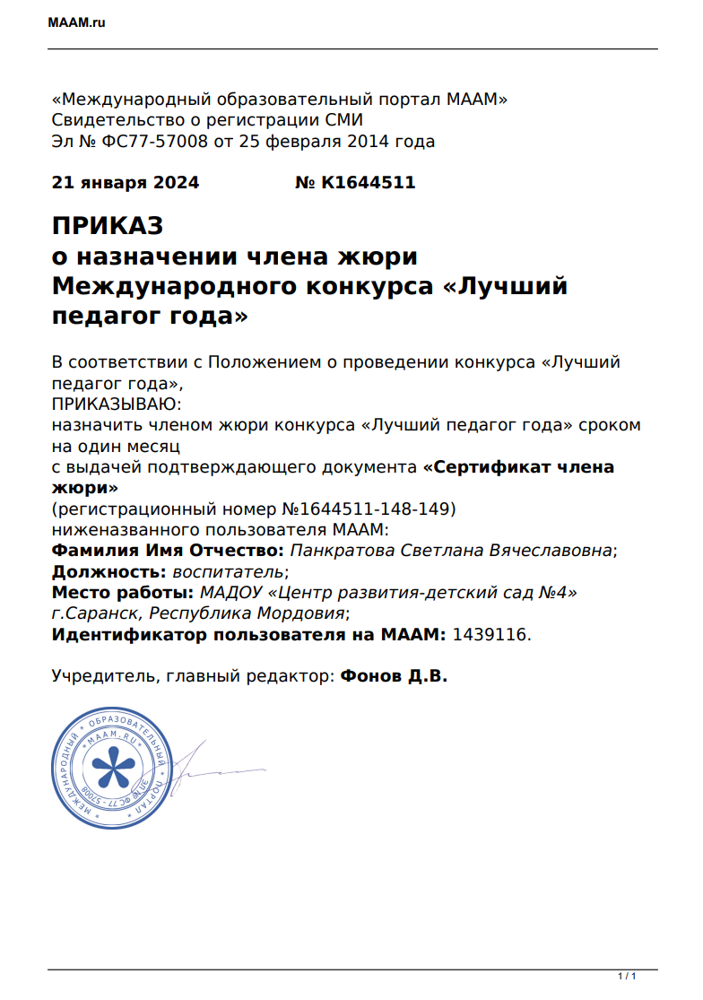 MAAM.ru
«Международный образовательный портал МААМ»
Свидетельство о регистрации СМИ
Эл № ФС77-57008 от 25 февраля 2014 года
21 января 2024 № К1644511
ПРИКАЗ
о назначении члена жюри
Международного конкурса «Лучший
педагог года»
В соответствии с Положением о проведении конкурса «Лучший
педагог года»,
ПРИКАЗЫВАЮ:
назначить членом жюри конкурса «Лучший педагог года» сроком
на один месяц
с выдачей подтверждающего документа «Сертификат члена
жюри»
(регистрационный номер №1644511-148-149)
ниженазванного пользователя МААМ:
Фамилия Имя Отчество: Панкратова Светлана Вячеславовна;
Должность: воспитатель;
Место работы: МАДОУ «Центр развития-детский сад №4»
г.Саранск, Республика Мордовия;
Идентификатор пользователя на МААМ: 1439116.
Учредитель, главный редактор: Фонов Д.В.
* МЕЖДУНАРОДНЫЙ * ОБРАЗОВАТЕЛЬНЫЙ * ПОРТАЛ *
* МААМ.RU *
ЭЛ № ФС 77 - 57008
1 / 1